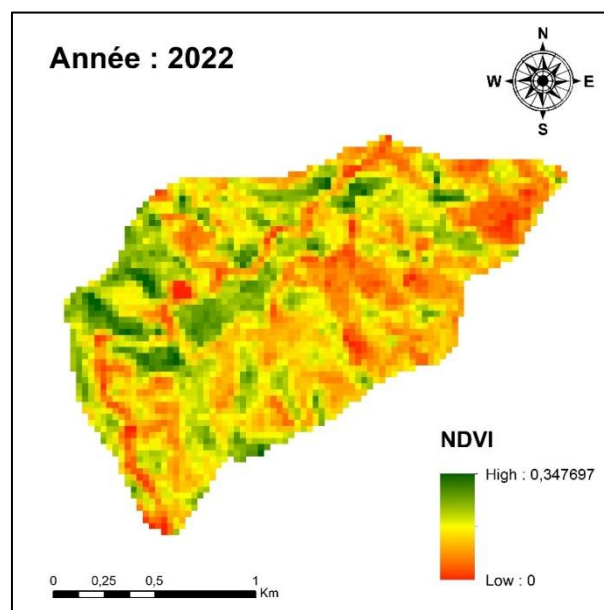 Année : 2022
N
W E
S
NDVI
High : 0,347697
Low : 0
0 0,25 0,5 1
Km